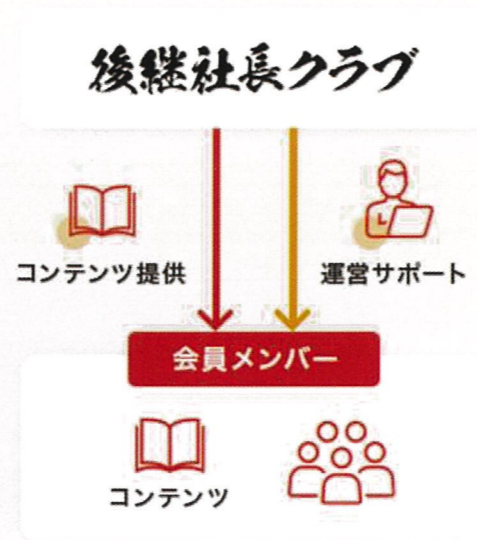 後継社長クラブ
コンテンツ提供
運営サポート
会員メンバー
コンテンツ